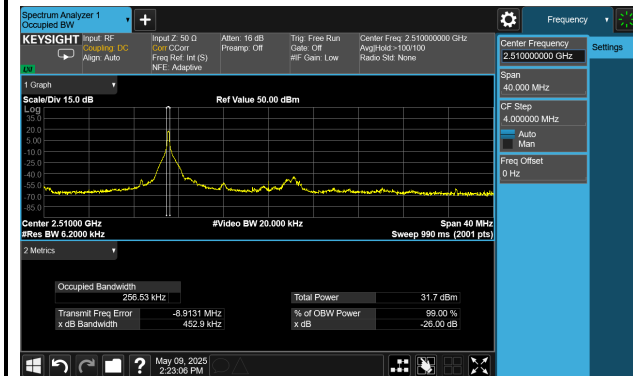 Spectrum Analyzer 1
Occupied BW
+
Frequency
KEYSIGHT Input: RF Input Z: 50 Ω Atten: 16 dB Trig: Free Run Center Freq: 2.510000000 GHz
Coupling: DC Corr CCorr Preamp: Off Gate: Off Avg|Hold:>100/100
Align: Auto Freq Ref: Int (S) #IF Gain: Low Radio Std: None
NFE: Adaptive
LXI
Center Frequency
2.510000000 GHz
Settings
Span
40.000 MHz
CF Step
4.000000 MHz
Auto
Man
Freq Offset
0 Hz
1 Graph
Scale/Div 15.0 dB Ref Value 50.00 dBm
Log
35.0
20.0
5.00
-10.0
-25.0
-40.0
-55.0
-70.0
-85.0
Center 2.51000 GHz #Video BW 20.000 kHz Span 40 MHz
#Res BW 6.2000 kHz Sweep 990 ms (2001 pts)
2 Metrics
Occupied Bandwidth
256.53 kHz Total Power 31.7 dBm
Transmit Freq Error -8.9131 MHz % of OBW Power 99.00 %
x dB Bandwidth 452.9 kHz x dB -26.00 dB
? May 09, 2025
2:23:06 PM